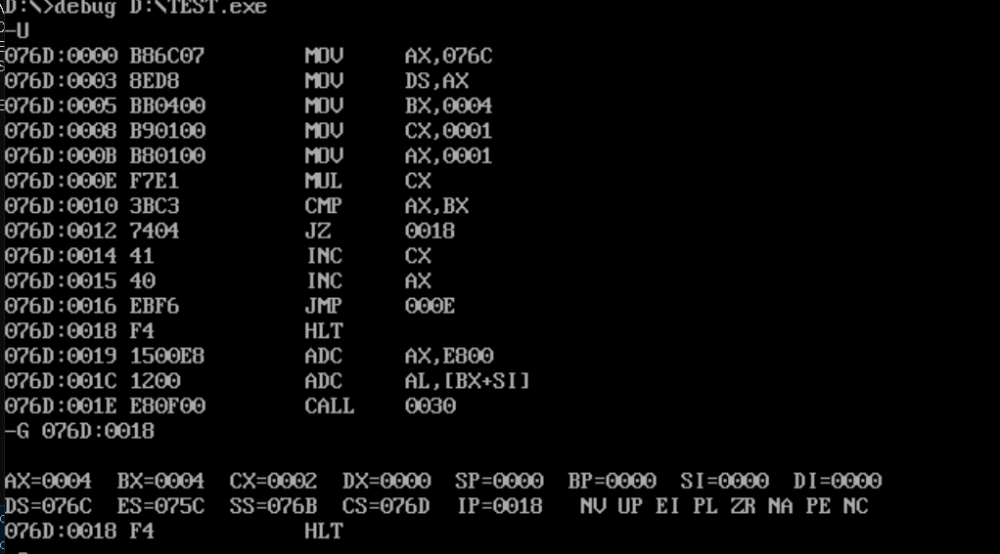 D:\>debug D:\TEST.exe
-U
076D:0000 B86C07 MOV AX,076C
076D:0003 8ED8 MOV DS,AX
076D:0005 BB0400 MOV BX,0004
076D:0008 B90100 MOV CX,0001
076D:000B B80100 MOV AX,0001
076D:000E F7E1 MUL CX
076D:0010 3BC3 CMP AX,BX
076D:0012 7404 JZ 0018
076D:0014 41 INC CX
076D:0015 40 INC AX
076D:0016 EBF6 JMP 000E
076D:0018 F4 HLT
076D:0019 1500E8 ADC AX,E800
076D:001C 1200 ADC AL,[BX+SI]
076D:001E E80F00 CALL 0030
-G 076D:0018
AX=0004 BX=0004 CX=0002 DX=0000 SP=0000 BP=0000 SI=0000 DI=0000
DS=076C ES=075C SS=076B CS=076D IP=0018 NV UP EI PL ZR NA PE NC
076D:0018 F4 HLT